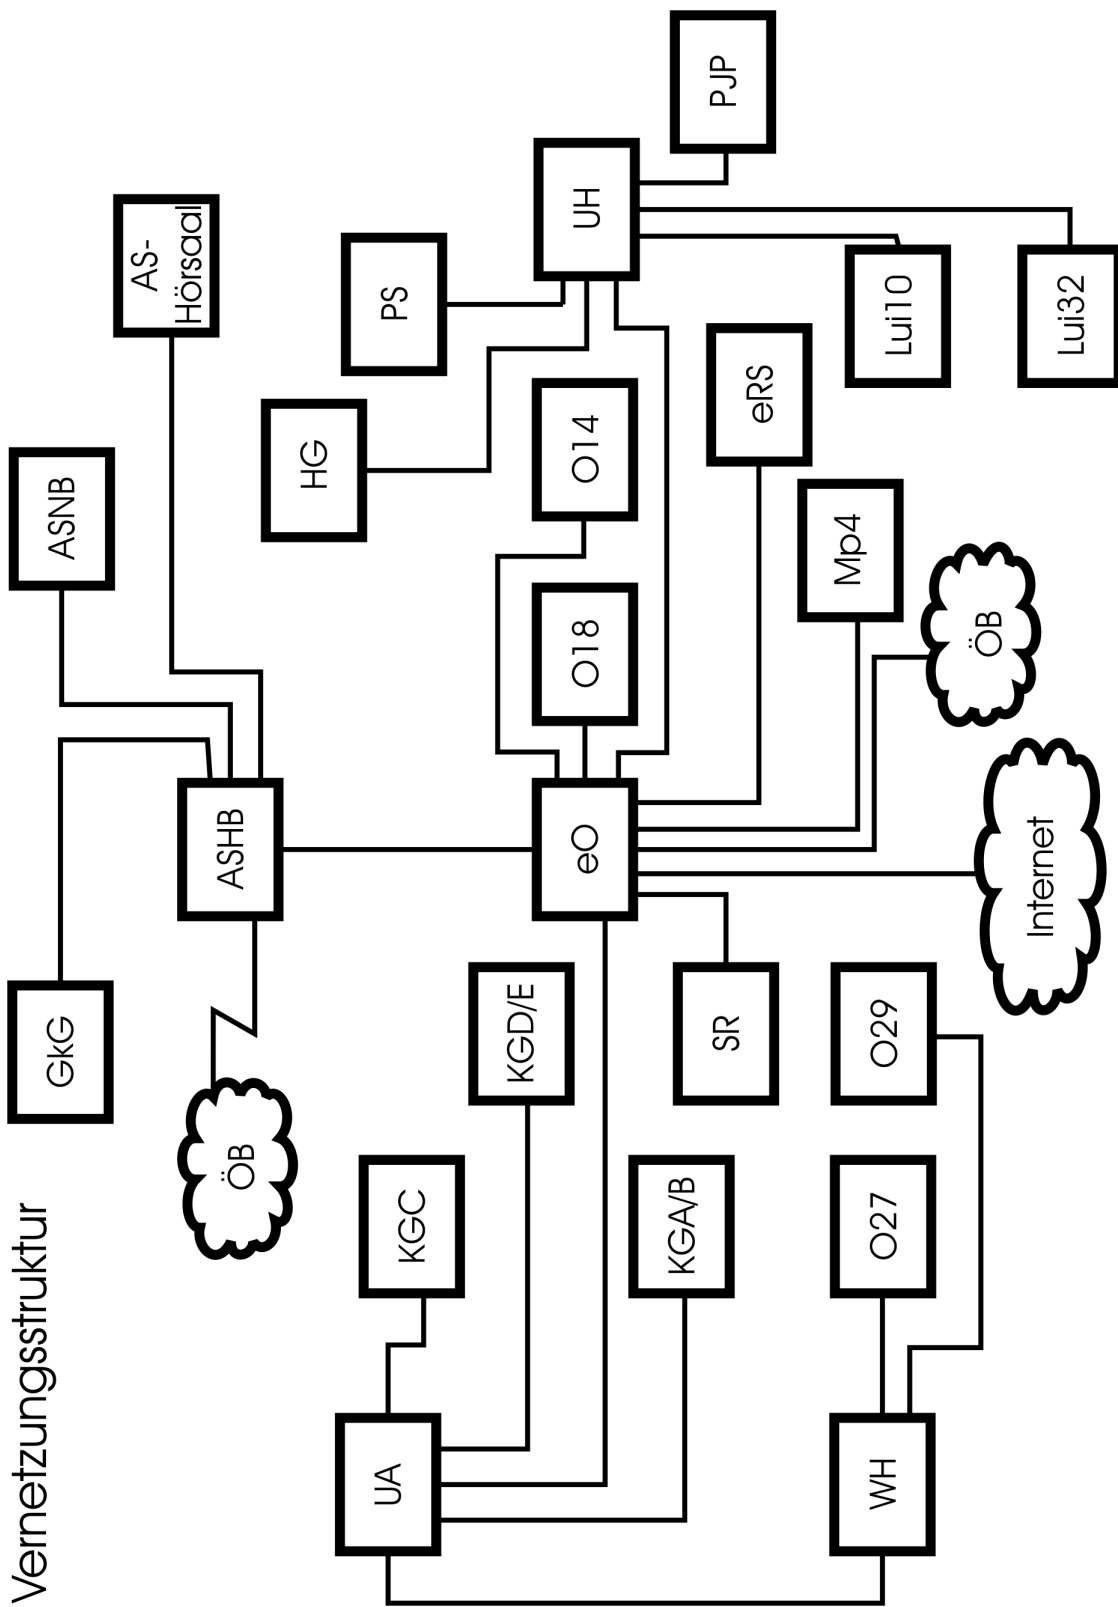 Vernetzungsstruktur
GkG
ASNB
AS-
Hörsaal
ÖB
ASHB
HG
PS
KGC
KGD/E
UA
eO
O18
O14
UH
KGA/B
SR
eRS
PJP
WH
O27
O29
Mp4
Lui10
Internet
ÖB
Lui32